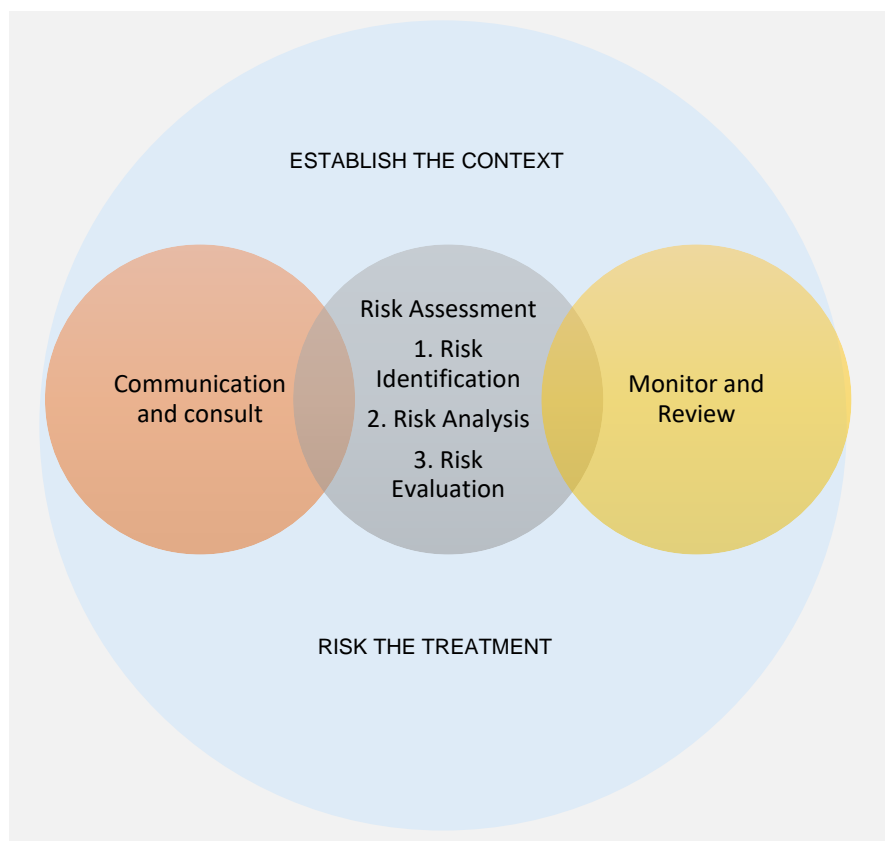 ESTABLISH THE CONTEXT
Communication
and consult
Risk Assessment
1. Risk
Identification
2. Risk Analysis
3. Risk
Evaluation
Monitor and
Review
RISK THE TREATMENT